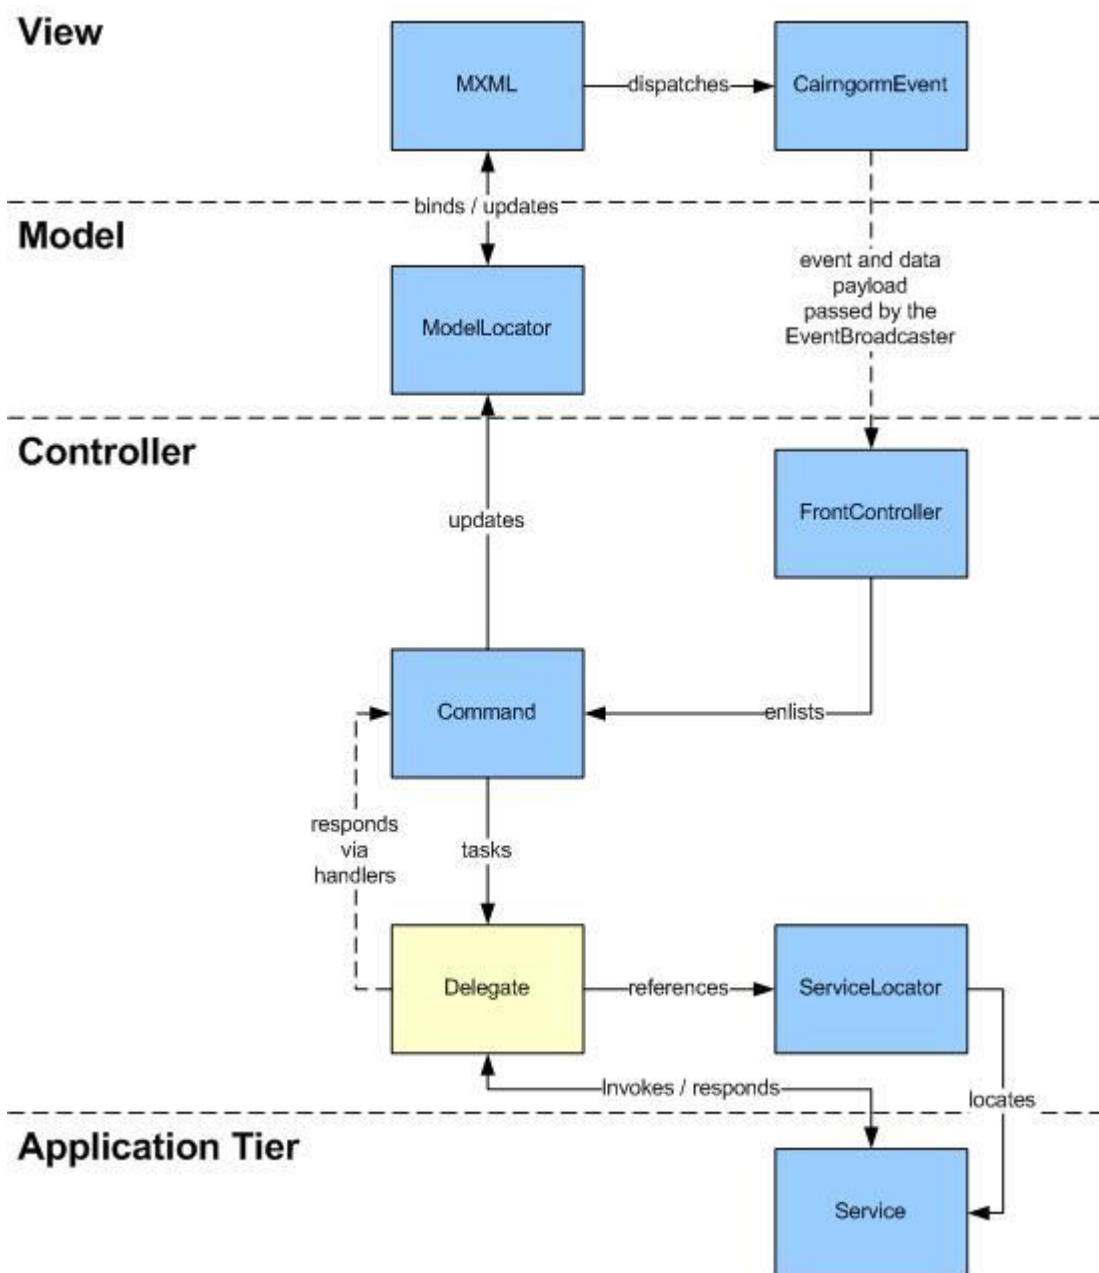 View
MXML
dispatches
CairngormEvent
binds / updates
Model
event and data
payload
passed by the
EventBroadcaster
ModelLocator
Controller
FrontController
updates
Command
enlists
responds
via
handlers
tasks
Delegate
references
ServiceLocator
Invokes / responds
locates
Application Tier
Service